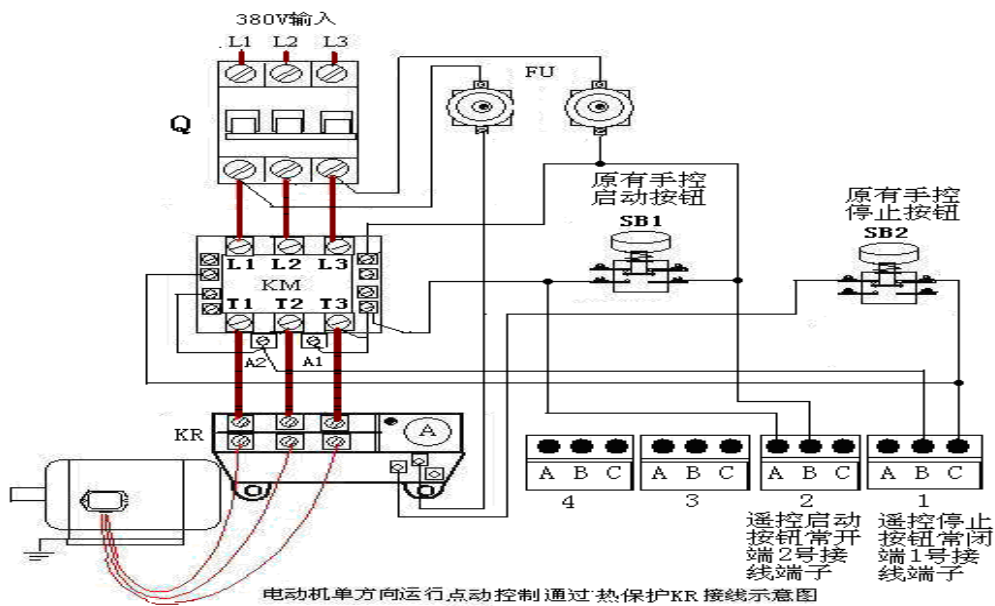 380V输入
L1 L2 L3
FU
Q
原有手控
启动按钮
SB1
原有手控
停止按钮
SB2
L1 L2 L3
KM
T1 T2 T3
A2 A1
KR
A
A B C
4
A B C
3
A B C
2
A B C
1
遥控启动
按钮常开
端2号接
线端子
遥控停止
按钮常闭
端1号接
线端子
电动机单方向运行点动控制通过热保护KR接线示意图